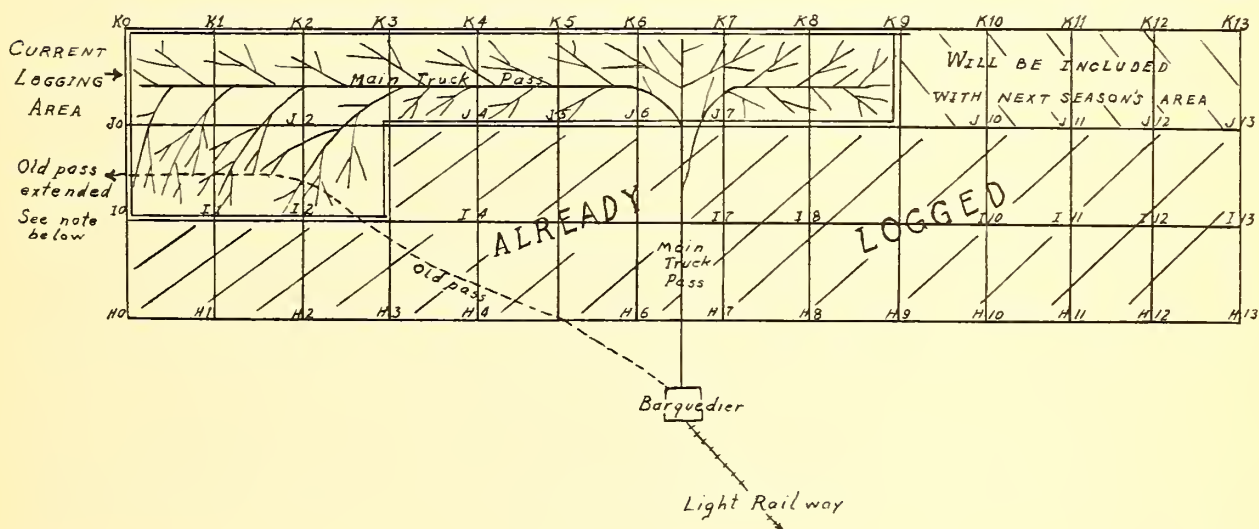 K0 K1 K2 K3 K4 K5 K6 K7 K8 K9 K10 K11 K12 K13
CURRENT
LOGGING
AREA
Main Truck Pass
WILL BE INCLUDED
WITH NEXT SEASON'S AREA
J0 J2 J4 J5 J6 J7 J10 J11 J12 J13
Old pass
extended
See note
below
I0 I1 I2 I4 I7 I8 I10 I11 I12 I13
ALREADY LOGGED
Main
Truck
Pass
Old pass
H0 H1 H2 H3 H4 H5 H6 H7 H8 H9 H10 H11 H12 H13
Barquedier
Light Railway